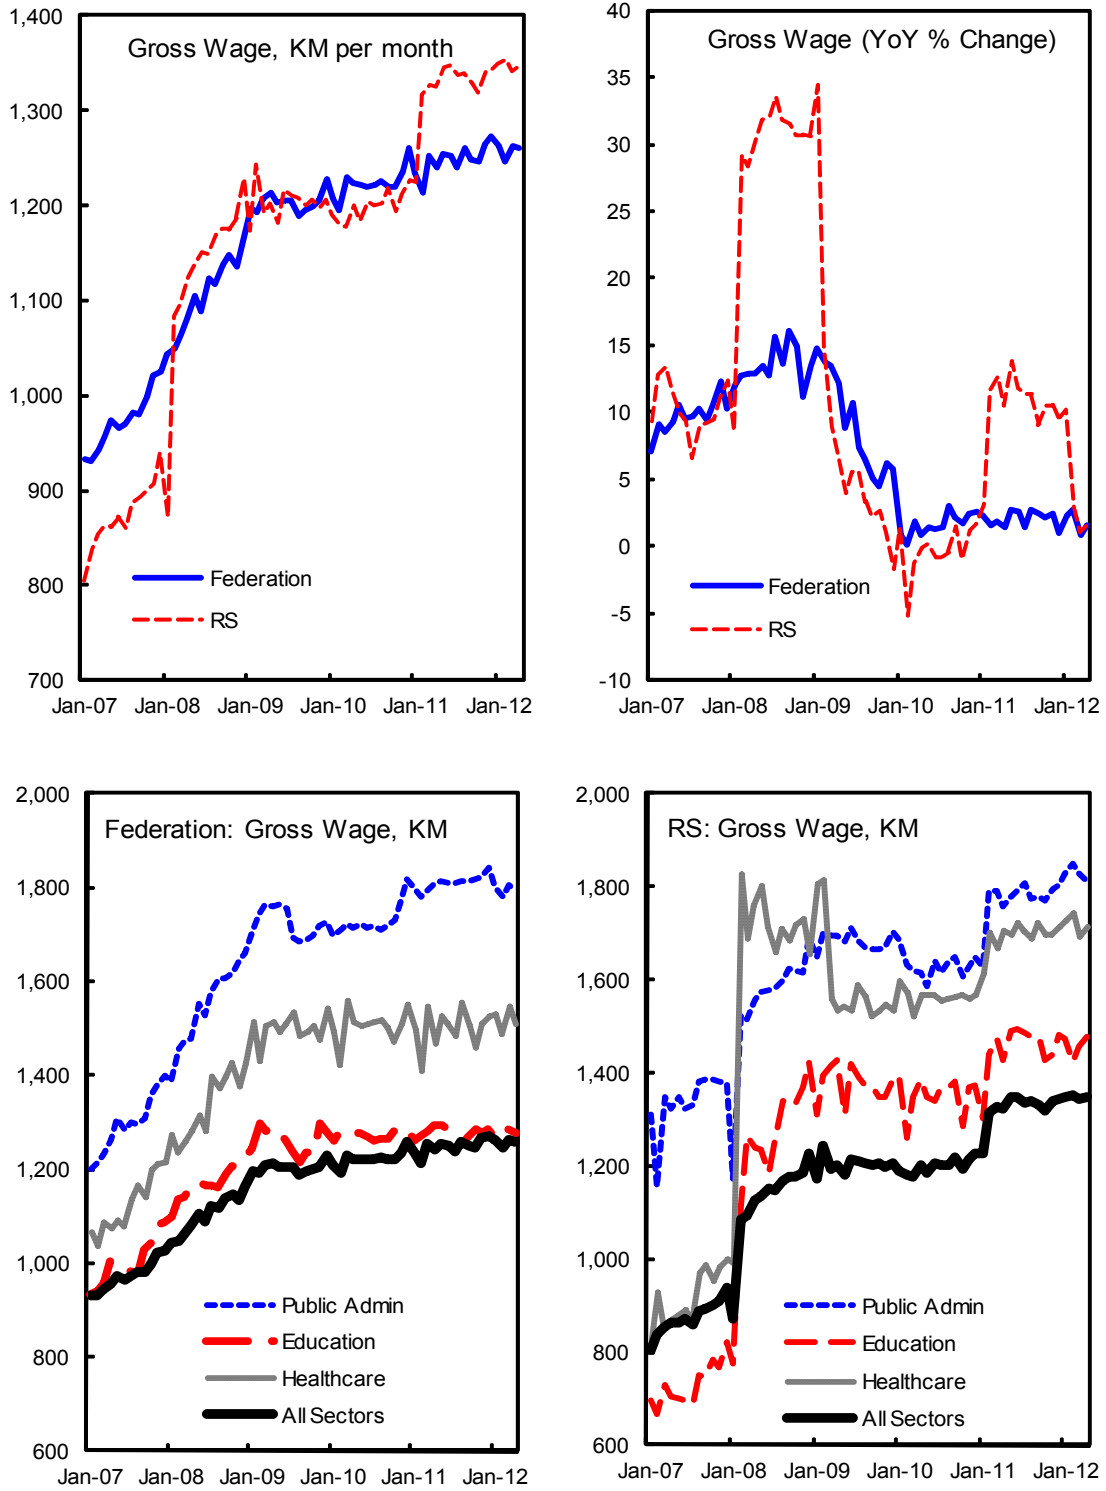 Gross Wage, KM per month
1,400
1,300
1,200
1,100
1,000
900
800
700
Federation
RS
Jan-07 Jan-08 Jan-09 Jan-10 Jan-11 Jan-12
Gross Wage (YoY % Change)
40
35
30
25
20
15
10
5
0
-5
-10
Federation
RS
Jan-07 Jan-08 Jan-09 Jan-10 Jan-11 Jan-12
Federation: Gross Wage, KM
2,000
1,800
1,600
1,400
1,200
1,000
800
600
Public Admin
Education
Healthcare
All Sectors
Jan-07 Jan-08 Jan-09 Jan-10 Jan-11 Jan-12
RS: Gross Wage, KM
2,000
1,800
1,600
1,400
1,200
1,000
800
600
Public Admin
Education
Healthcare
All Sectors
Jan-07 Jan-08 Jan-09 Jan-10 Jan-11 Jan-12